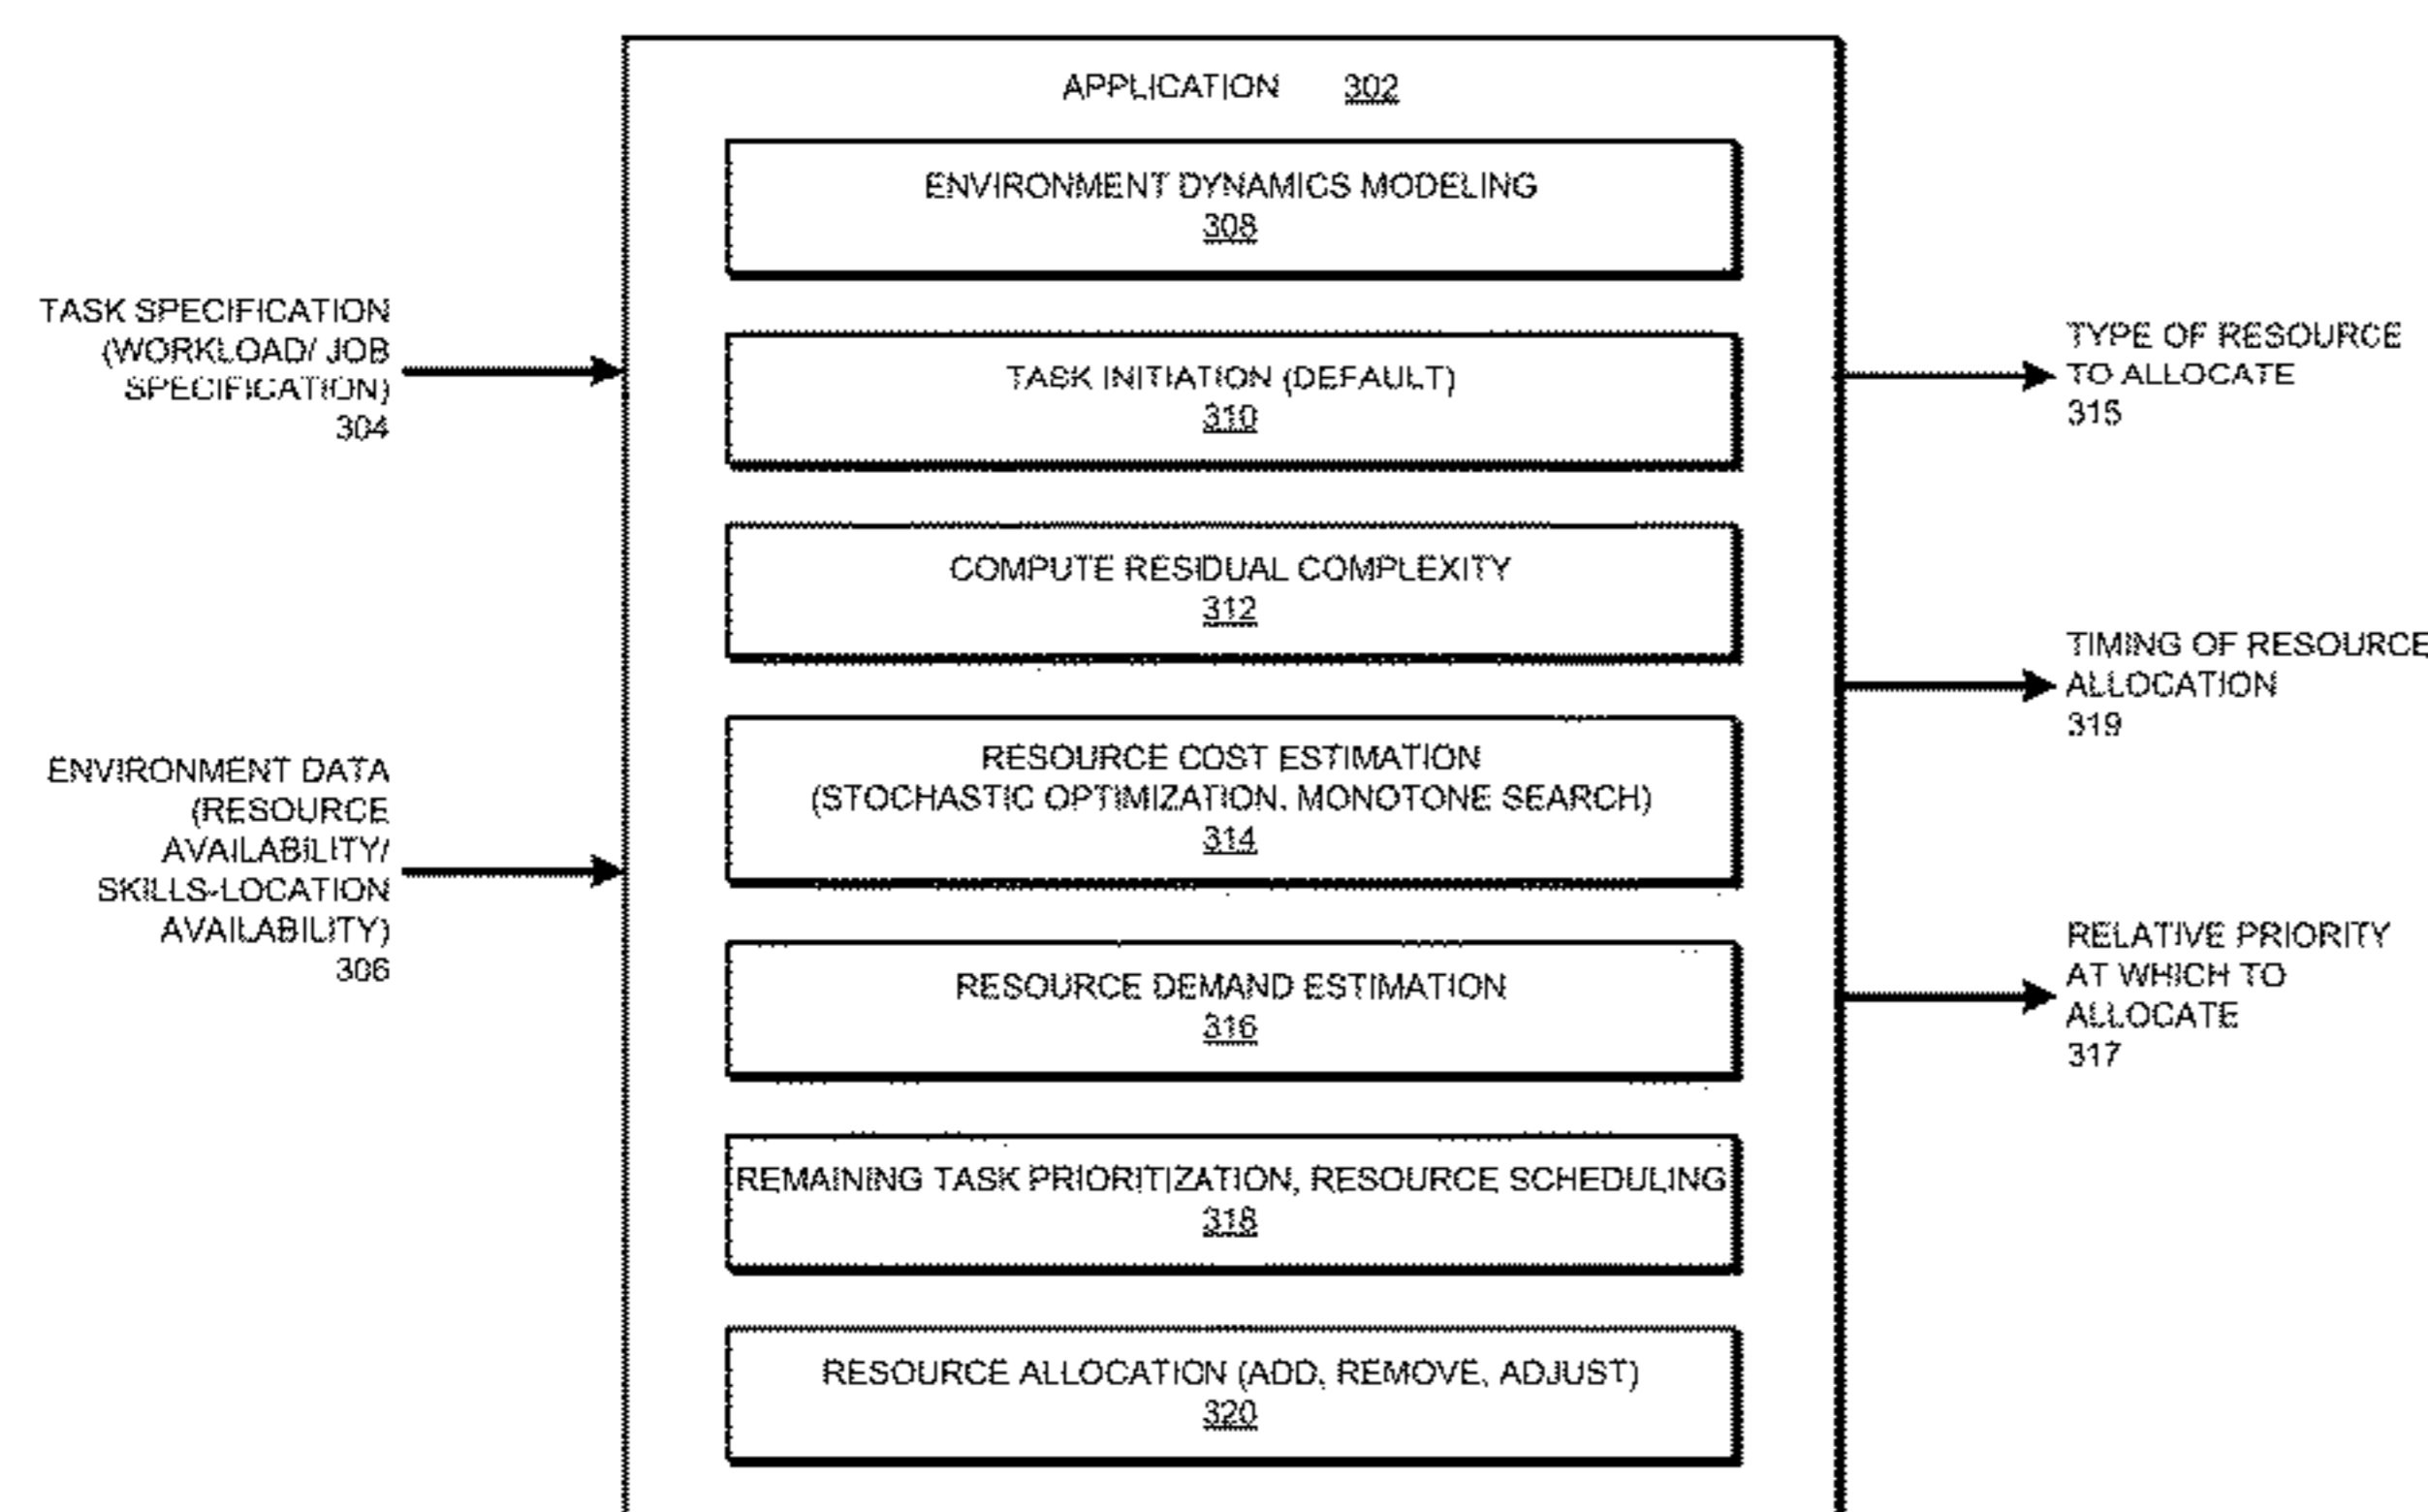 APPLICATION 302
ENVIRONMENT DYNAMICS MODELING
308
TASK SPECIFICATION
(WORKLOAD/ JOB
SPECIFICATION)
304
TASK INITIATION (DEFAULT)
310
TYPE OF RESOURCE
TO ALLOCATE
315
COMPUTE RESIDUAL COMPLEXITY
312
TIMING OF RESOURCE
ALLOCATION
319
ENVIRONMENT DATA
(RESOURCE
AVAILABILITY/
SKILLS-LOCATION
AVAILABILITY)
306
RESOURCE COST ESTIMATION
(STOCHASTIC OPTIMIZATION, MONOTONE SEARCH)
314
RELATIVE PRIORITY
AT WHICH TO
ALLOCATE
317
RESOURCE DEMAND ESTIMATION
316
REMAINING TASK PRIORITIZATION, RESOURCE SCHEDULING
318
RESOURCE ALLOCATION (ADD, REMOVE, ADJUST)
320